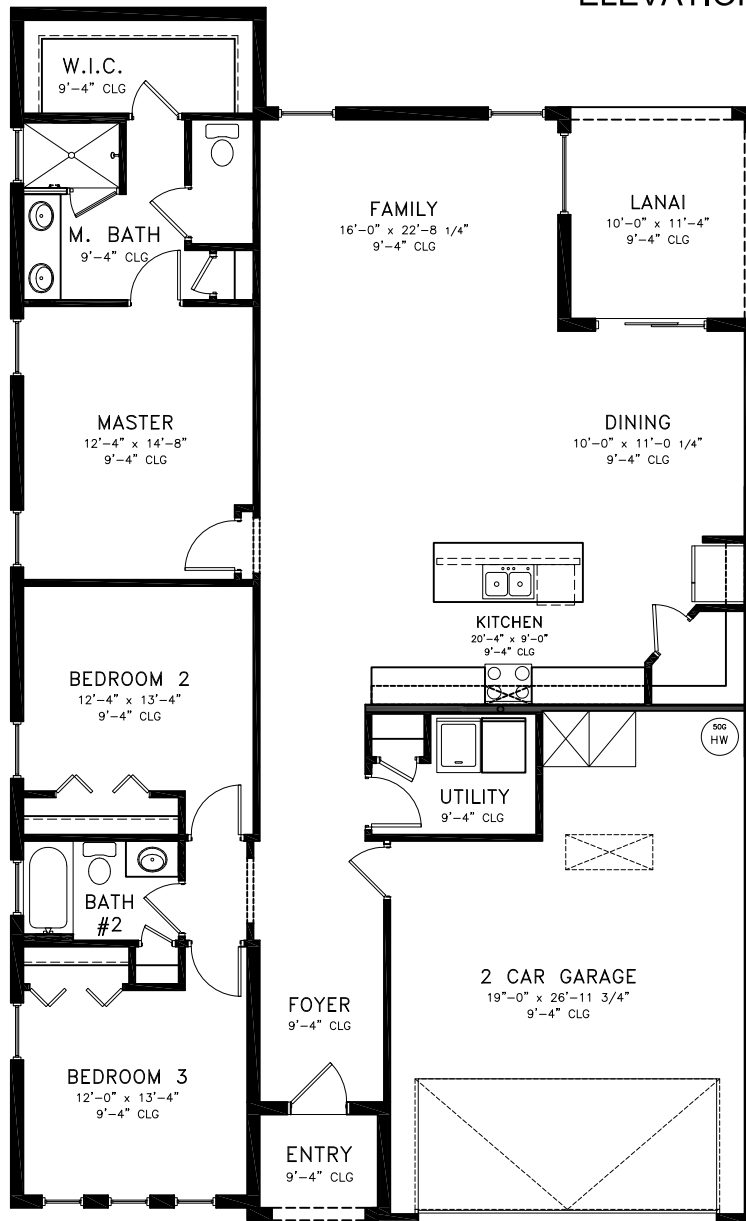 ELEVATION
W.I.C.
9'-4" CLG
FAMILY
16'-0" x 22'-8 1/4"
9'-4" CLG
LANAI
10'-0" x 11'-4"
9'-4" CLG
M. BATH
9'-4" CLG
MASTER
12'-4" x 14'-8"
9'-4" CLG
DINING
10'-0" x 11'-0 1/4"
9'-4" CLG
KITCHEN
20'-4" x 9'-0"
9'-4" CLG
BEDROOM 2
12'-4" x 13'-4"
9'-4" CLG
50G
HW
UTILITY
9'-4" CLG
BATH
#2
2 CAR GARAGE
19"-0" x 26'-11 3/4"
9'-4" CLG
FOYER
9'-4" CLG
BEDROOM 3
12'-0" x 13'-4"
9'-4" CLG
ENTRY
9'-4" CLG